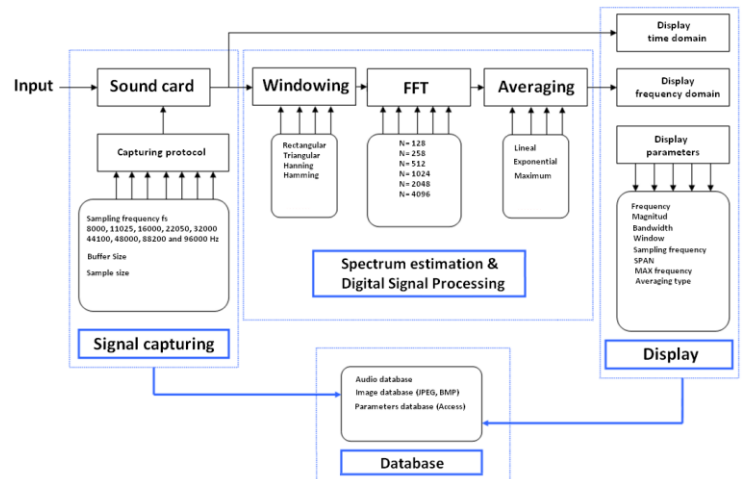 Input
Sound card
Capturing protocol
Sampling frequency fs
8000, 11025, 16000, 22050, 32000
44100, 48000, 88200 and 96000 Hz
Buffer Size
Sample size
Signal capturing
Windowing
FFT
Averaging
Rectangular
Triangular
Hanning
Hamming
N= 128
N= 258
N= 512
N= 1024
N= 2048
N= 4096
Lineal
Exponential
Maximum
Spectrum estimation &
Digital Signal Processing
Display
time domain
Display
frequency domain
Display
parameters
Frequency
Magnitud
Bandwidth
Window
Sampling frequency
SPAN
MAX frequency
Averaging type
Display
Audio database
Image database (JPEG, BMP)
Parameters database (Access)
Database